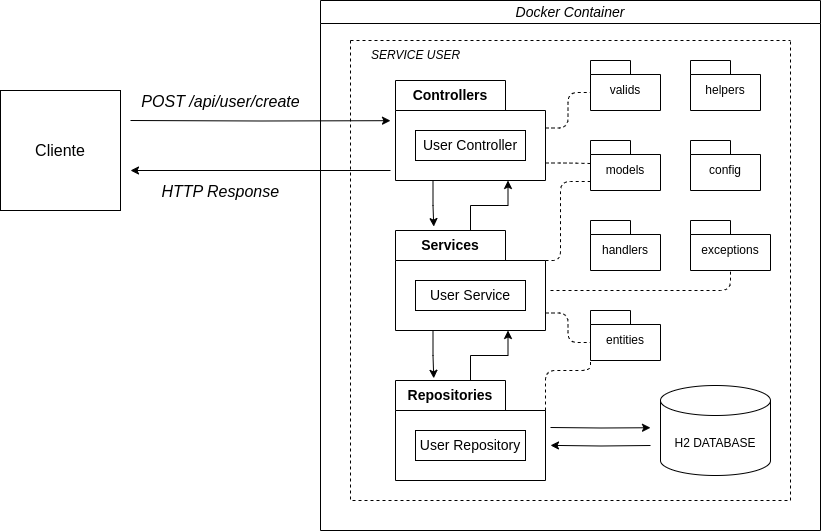 Docker Container
SERVICE USER
POST /api/user/create
Cliente
HTTP Response
Controllers
User Controller
valids
helpers
models
config
Services
User Service
handlers
exceptions
entities
Repositories
User Repository
H2 DATABASE